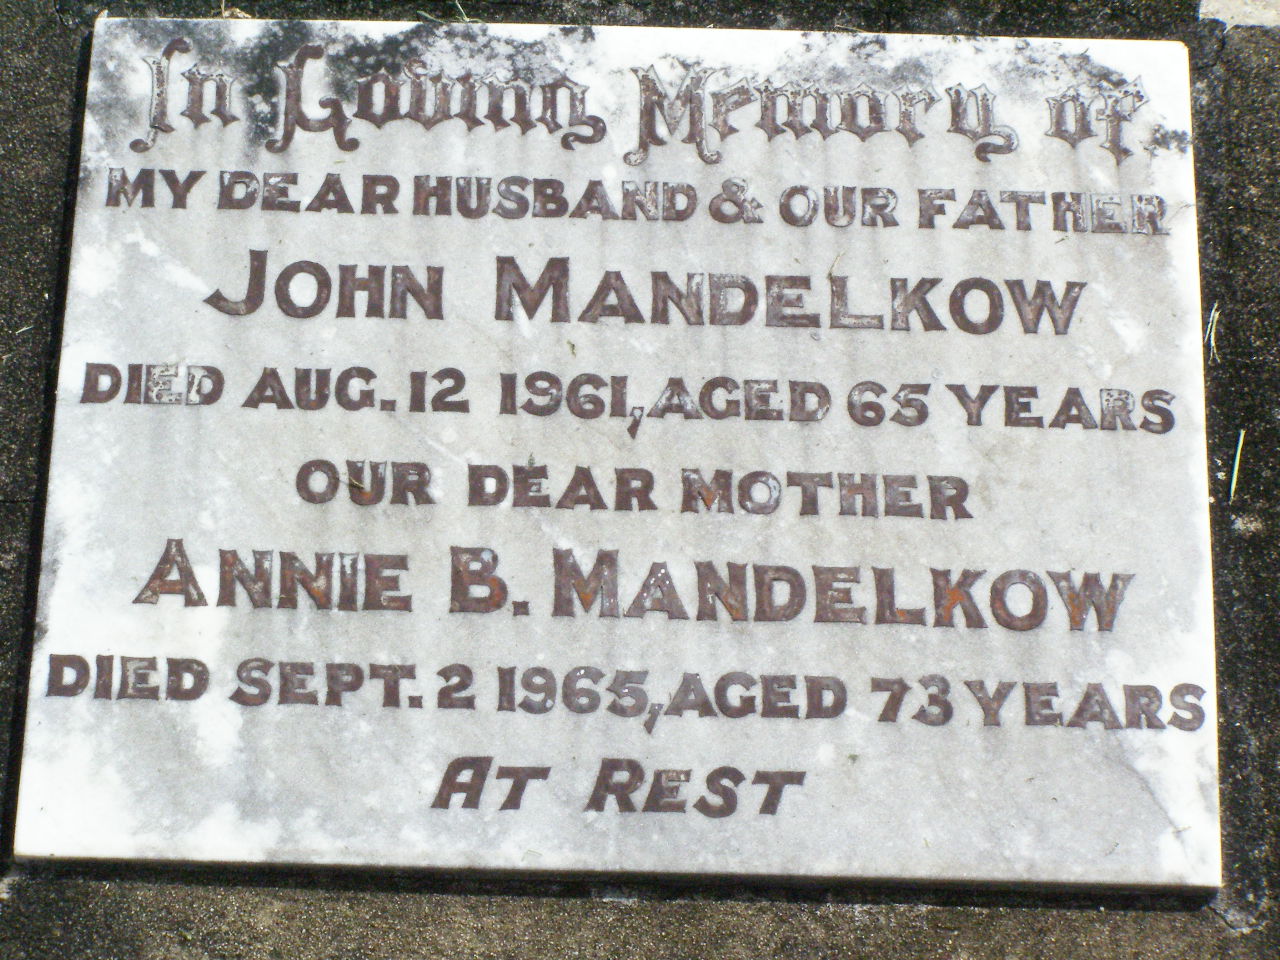 In Loving Memory of
MY DEAR HUSBAND & OUR FATHER
JOHN MANDELKOW
DIED AUG. 12 1961, AGED 65 YEARS
OUR DEAR MOTHER
ANNIE B. MANDELKOW
DIED SEPT. 2 1965, AGED 73 YEARS
AT REST